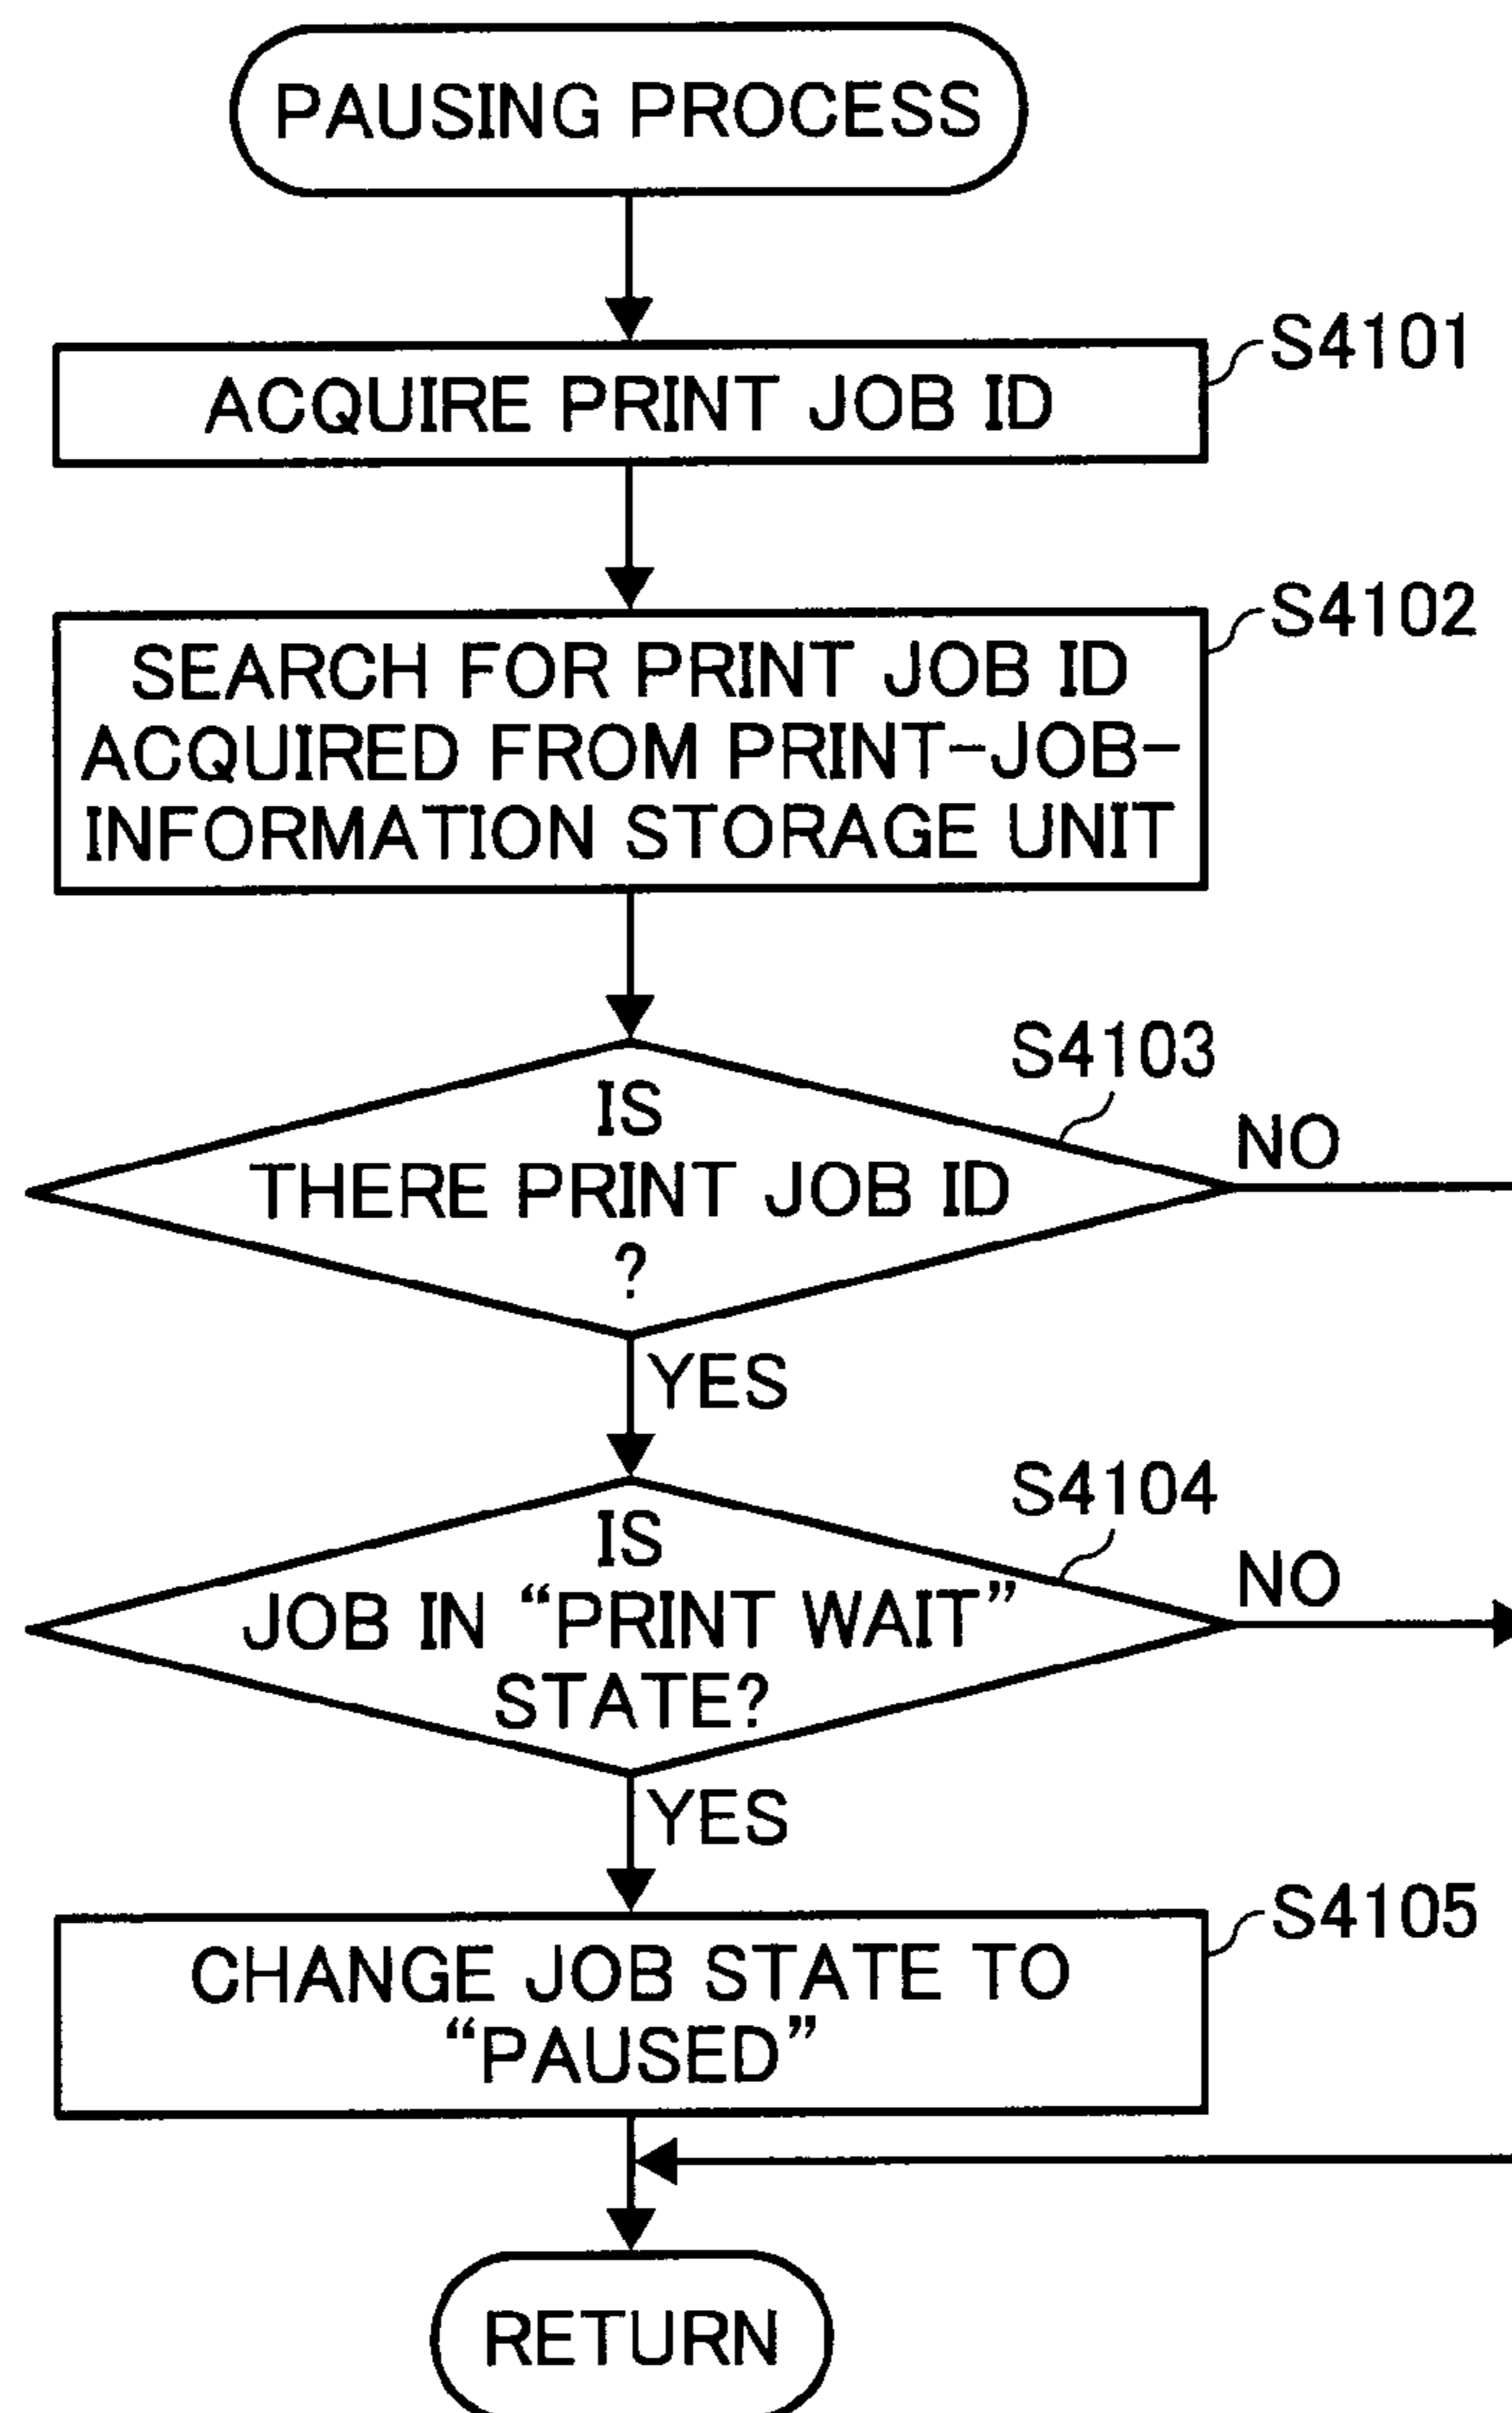 PAUSING PROCESS
S4101
ACQUIRE PRINT JOB ID
S4102
SEARCH FOR PRINT JOB ID
ACQUIRED FROM PRINT-JOB-
INFORMATION STORAGE UNIT
S4103
IS
THERE PRINT JOB ID
?
NO
YES
S4104
IS
JOB IN “PRINT WAIT”
STATE?
NO
YES
S4105
CHANGE JOB STATE TO
“PAUSED”
RETURN